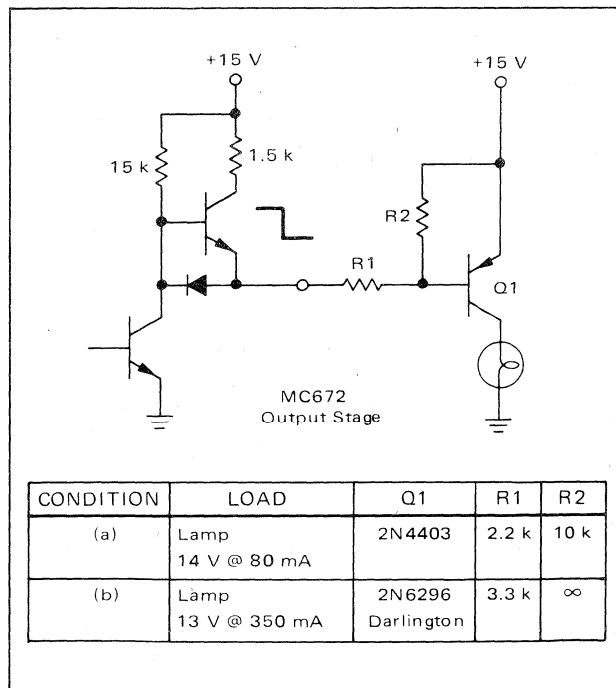 +15 V
+15 V
15 k
1.5 k
R2
R1
Q1
MC672
Output Stage
CONDITION LOAD Q1 R1 R2
(a) Lamp 2N4403 2.2 k 10 k
14 V @ 80 mA
(b) Lamp 2N6296 3.3 k ∞
13 V @ 350 mA Darlington